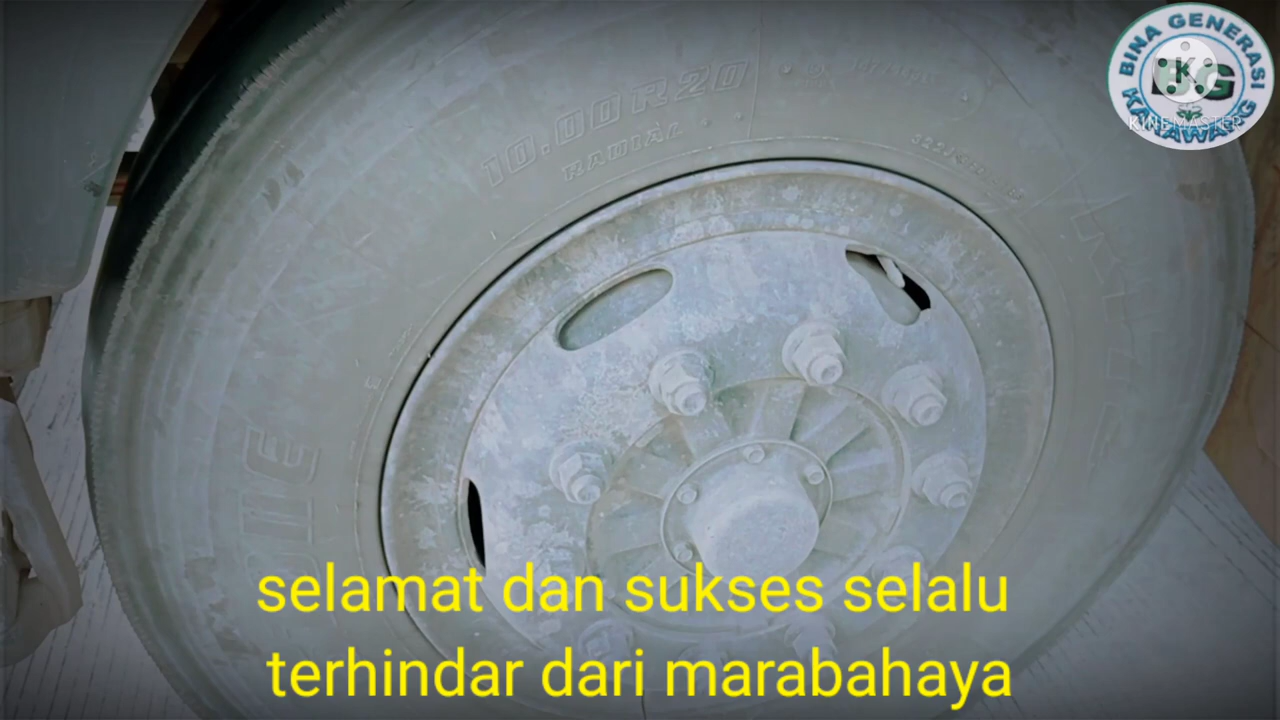 BINA GENERASI
KARAWANG
KINEMASTER
10.00R20
RADIAL
selamat dan sukses selalu
terhindar dari marabahaya